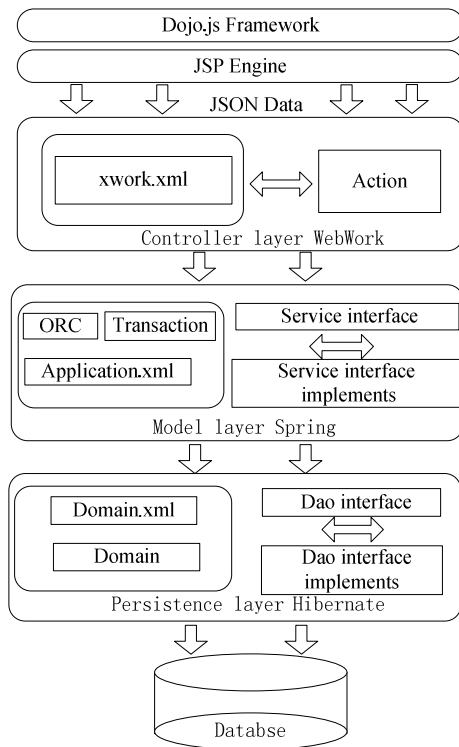 Dojo.js Framework
JSP Engine
JSON Data
xwork.xml
Action
Controller layer WebWork
ORC
Transaction
Service interface
Application.xml
Service interface
implements
Model layer Spring
Domain.xml
Dao interface
Domain
Dao interface
implements
Persistence layer Hibernate
Databse